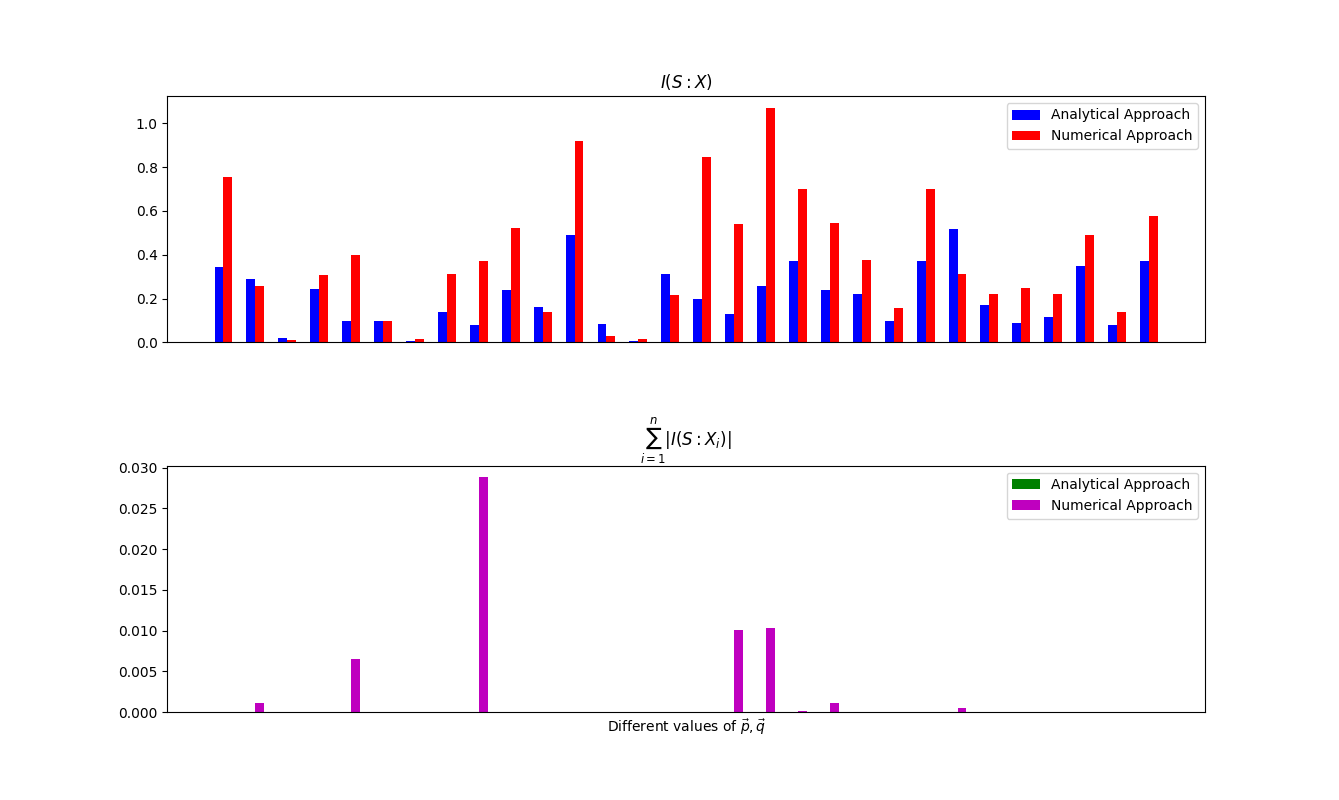 I(S : X)
1.0
0.8
0.6
0.4
0.2
0.0
Analytical Approach
Numerical Approach
n
∑ |I(S : Xᵢ)|
i = 1
0.030
0.025
0.020
0.015
0.010
0.005
0.000
Analytical Approach
Numerical Approach
Different values of p⃗, q⃗